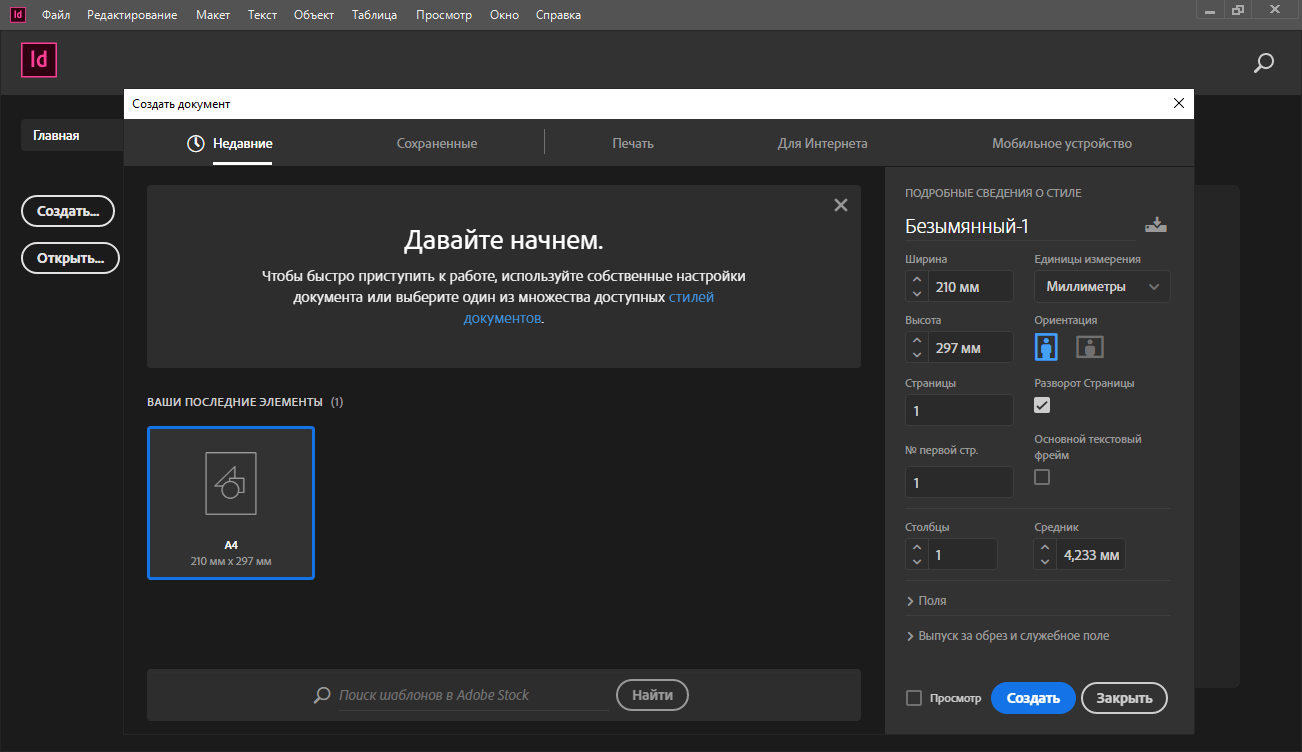 Id Файл Редактирование Макет Текст Объект Таблица Просмотр Окно Справка
Id
Создать документ
Главная
Недавние Сохраненные Печать Для Интернета Мобильное устройство
Создать...
Открыть...
Давайте начнем.
Чтобы быстро приступить к работе, используйте собственные настройки
документа или выберите один из множества доступных стилей
документов.
ВАШИ ПОСЛЕДНИЕ ЭЛЕМЕНТЫ (1)
A4
210 мм x 297 мм
Поиск шаблонов в Adobe Stock Найти
ПОДРОБНЫЕ СВЕДЕНИЯ О СТИЛЕ
Безымянный-1
Ширина Единицы измерения
210 мм Миллиметры
Высота Ориентация
297 мм
Страницы Разворот Страницы
1
№ первой стр. Основной текстовый
фрейм
1
Столбцы Средник
1 4,233 мм
Поля
Выпуск за обрез и служебное поле
Просмотр Создать Закрыть